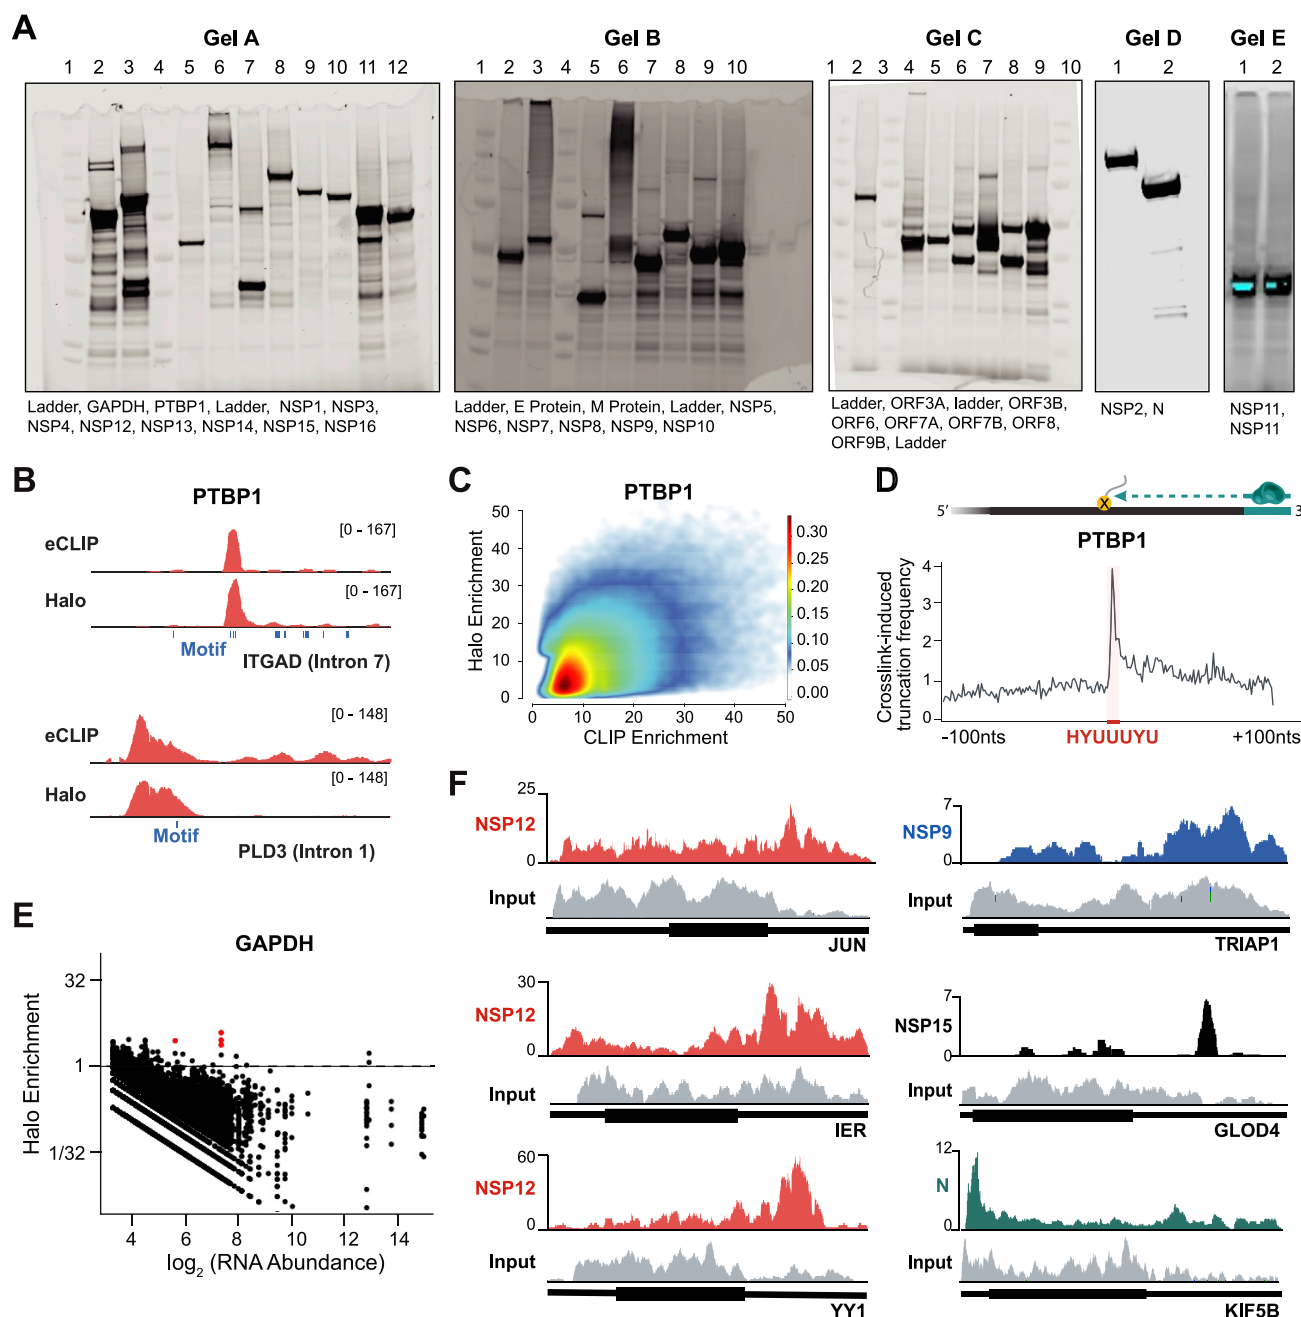 A
Gel A
Gel B
Gel C
Gel D
Gel E
1 2 3 4 5 6 7 8 9 10 11 12
1 2 3 4 5 6 7 8 9 10
1 2 3 4 5 6 7 8 9 10
1 2
1 2
Ladder, GAPDH, PTBP1, Ladder, NSP1, NSP3,
NSP4, NSP12, NSP13, NSP14, NSP15, NSP16
Ladder, E Protein, M Protein, Ladder, NSP5,
NSP6, NSP7, NSP8, NSP9, NSP10
Ladder, ORF3A, ladder, ORF3B,
ORF6, ORF7A, ORF7B, ORF8,
ORF9B, Ladder
NSP2, N
NSP11,
NSP11
B
PTBP1
eCLIP
[0 - 167]
Halo
[0 - 167]
Motif
ITGAD (Intron 7)
eCLIP
[0 - 148]
Halo
[0 - 148]
Motif
PLD3 (Intron 1)
C
PTBP1
Halo Enrichment
50
40
30
20
10
0
0 10 20 30 40 50
CLIP Enrichment
0.30
0.25
0.20
0.15
0.10
0.05
0.00
D
5′
X
3
PTBP1
Crosslink-induced
truncation frequency
4
3
2
1
0
-100nts
HYUUUYU
+100nts
E
GAPDH
Halo Enrichment
32
1
1/32
4 6 8 10 12 14
log2 (RNA Abundance)
F
25
NSP12
0
Input
JUN
7
NSP9
0
Input
TRIAP1
30
NSP12
0
Input
IER
7
NSP15
0
Input
GLOD4
60
NSP12
0
Input
YY1
12
N
0
Input
KIF5B